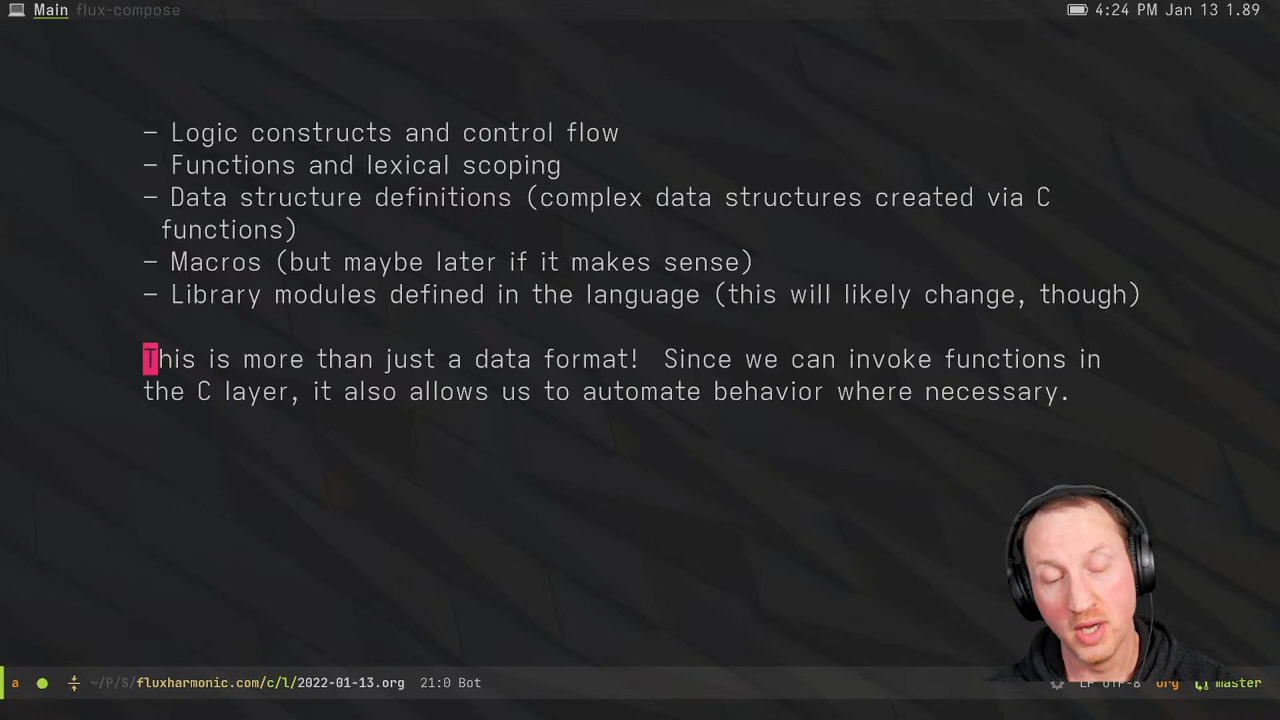 Main flux-compose
4:24 PM Jan 13 1.89
– Logic constructs and control flow
– Functions and lexical scoping
– Data structure definitions (complex data structures created via C
functions)
– Macros (but maybe later if it makes sense)
– Library modules defined in the language (this will likely change, though)
This is more than just a data format!  Since we can invoke functions in
the C layer, it also allows us to automate behavior where necessary.
a ~/P/S/fluxharmonic.com/c/l/2022-01-13.org 21:0 Bot LF UTF-8 org master